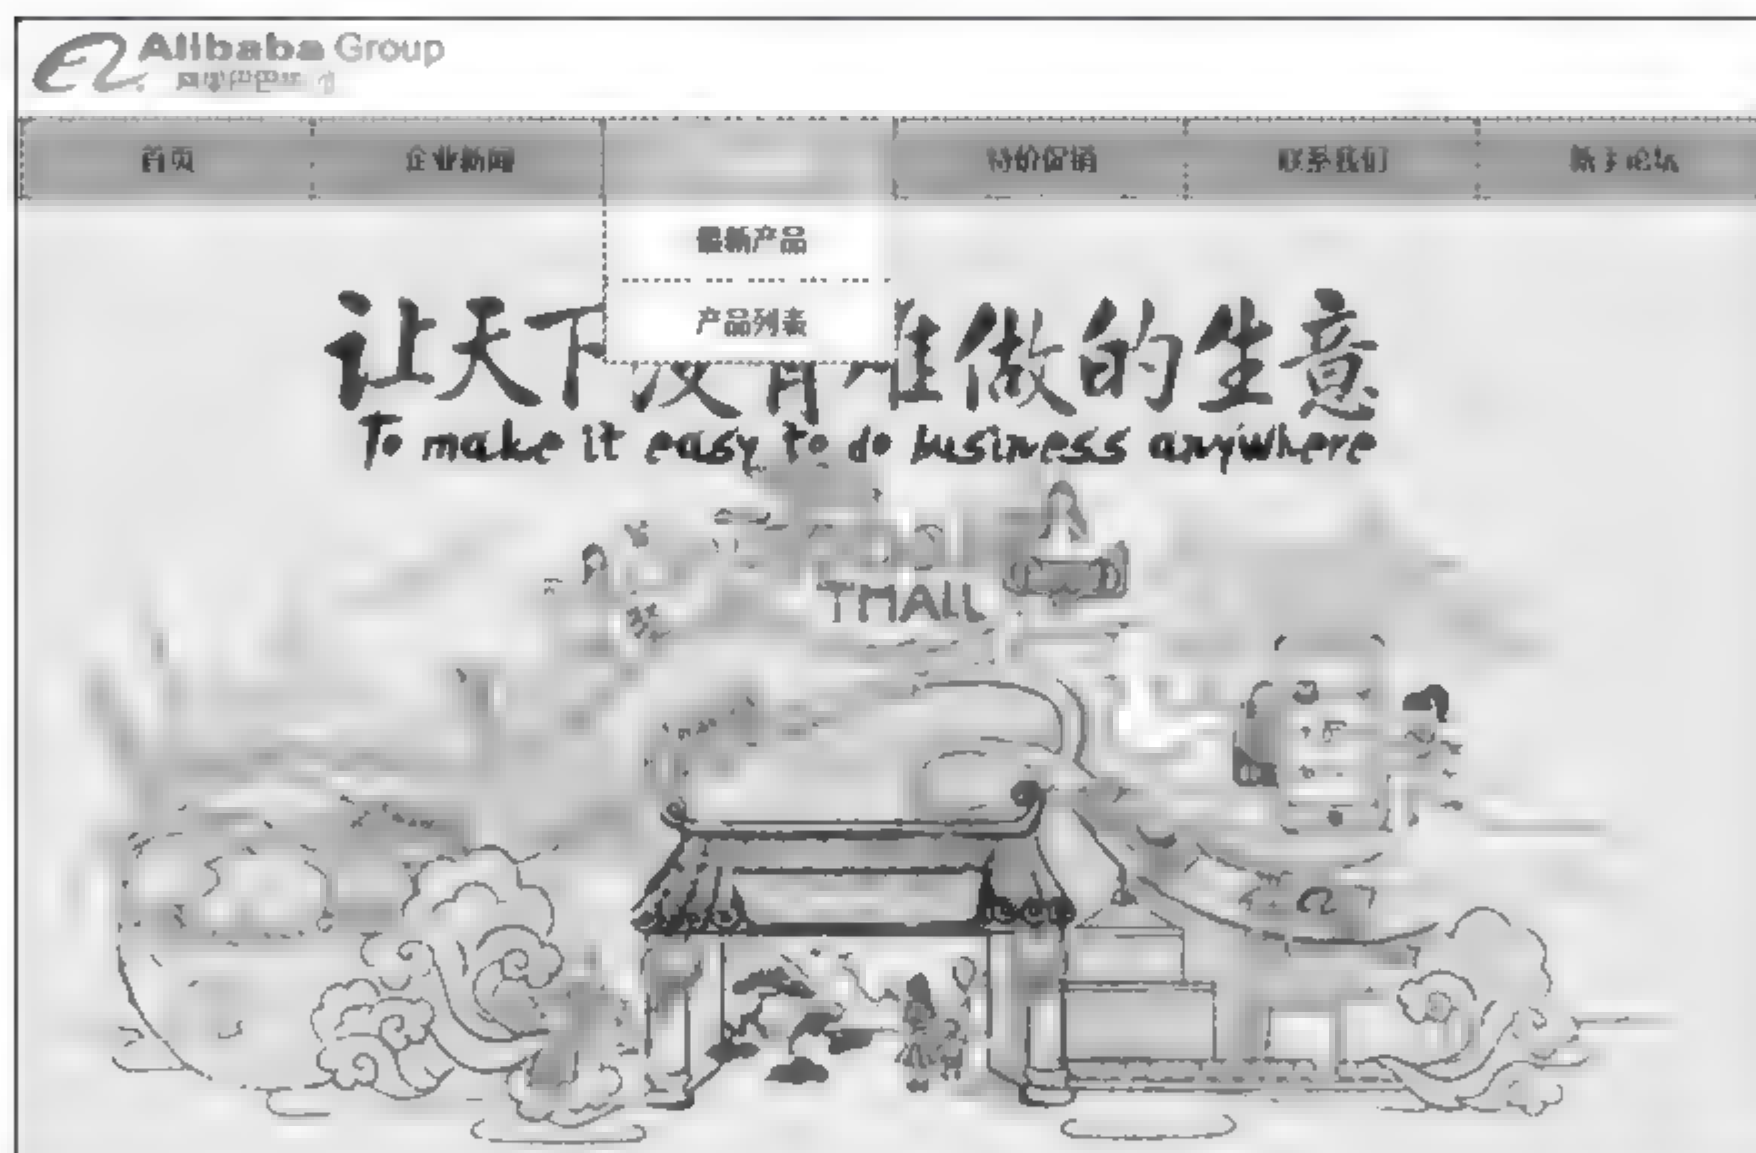 Alibaba Group
首页 企业新闻 特价促销 联系我们
最新产品
产品列表
让天下没有难做的生意
To make it easy to do business anywhere
TMALL